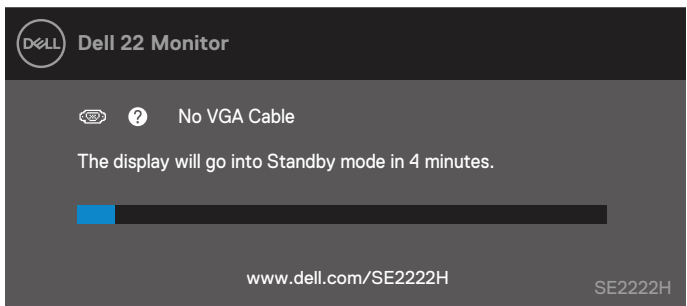 DELL Dell 22 Monitor
No VGA Cable
The display will go into Standby mode in 4 minutes.
www.dell.com/SE2222H
SE2222H